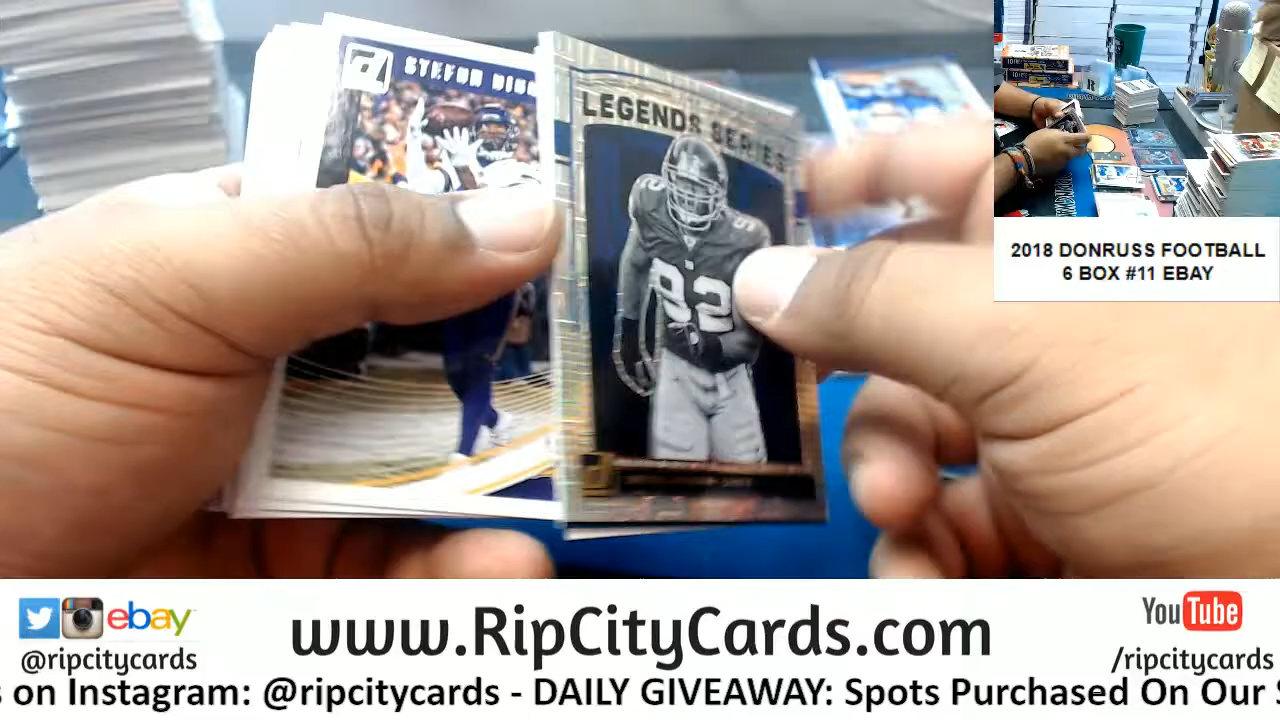 STEFON
LEGENDS SERIES
92
92
2018 DONRUSS FOOTBALL
6 BOX #11 EBAY
ebay
www.RipCityCards.com
YouTube
@ripcitycards
/ripcitycards
on Instagram: @ripcitycards - DAILY GIVEAWAY: Spots Purchased On Our